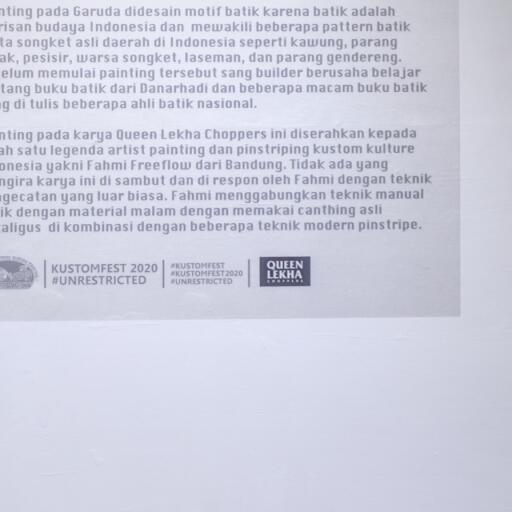 nting pada Garuda didesain motif batik karena batik adalah
risan budaya Indonesia dan mewakili beberapa pattern batik
ta songket asli daerah di Indonesia seperti kawung, parang
ak, pesisir, warsa songket, laseman, dan parang gendereng.
elum memulai painting tersebut sang builder berusaha belajar
tang buku batik dari Danarhadi dan beberapa macam buku batik
g di tulis beberapa ahli batik nasional.
nting pada karya Queen Lekha Choppers ini diserahkan kepada
ah satu legenda artist painting dan pinstriping kustom kulture
onesia yakni Fahmi Freeflow dari Bandung. Tidak ada yang
ngira karya ini di sambut dan di respon oleh Fahmi dengan teknik
gecatan yang luar biasa. Fahmi menggabungkan teknik manual
ik dengan material malam dengan memakai canthing asli
aligus di kombinasi dengan beberapa teknik modern pinstripe.
KUSTOMFEST 2020
#UNRESTRICTED
#KUSTOMFEST
#KUSTOMFEST2020
#UNRESTRICTED
QUEEN
LEKHA
CHOPPERS